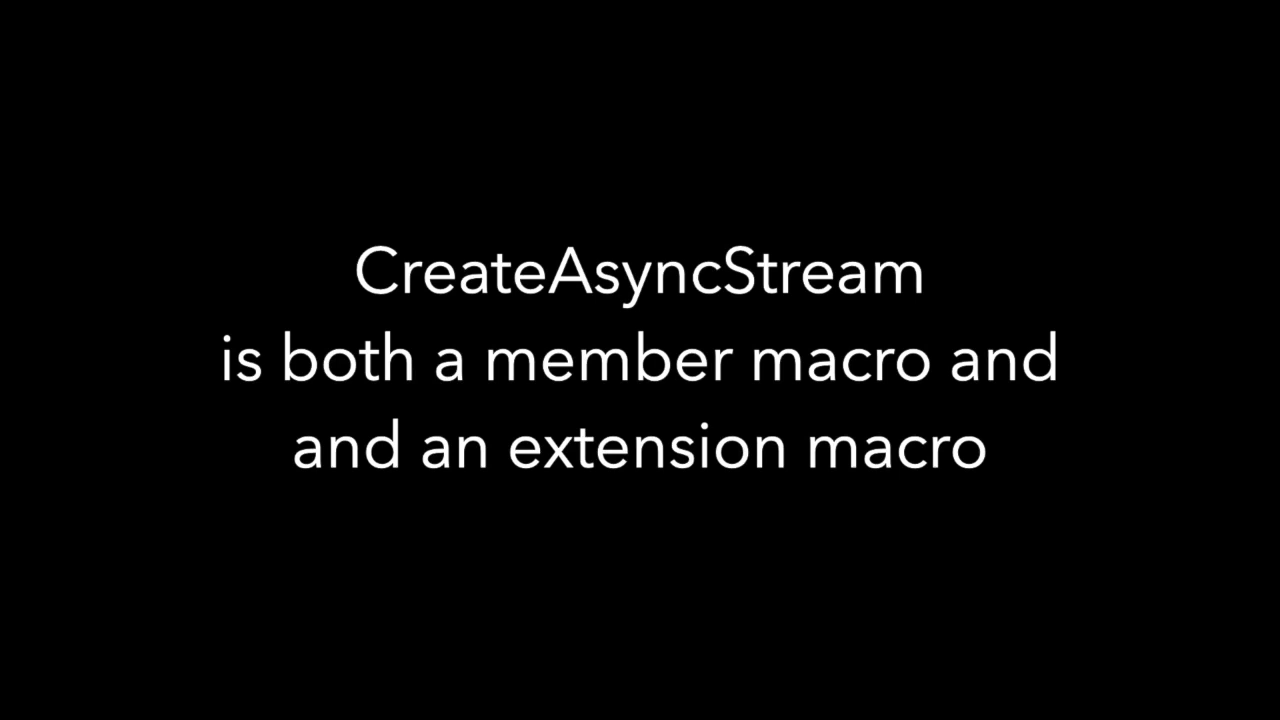 CreateAsyncStream
is both a member macro and
and an extension macro